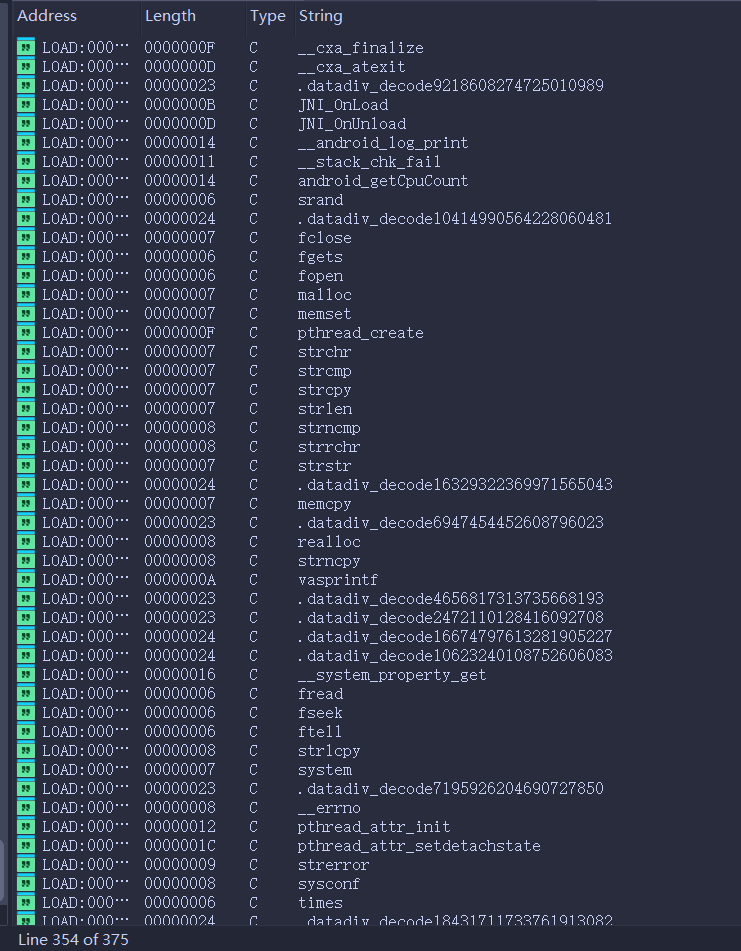 Address Length Type String
LOAD:000… 0000000F C __cxa_finalize
LOAD:000… 0000000D C __cxa_atexit
LOAD:000… 00000023 C .datadiv_decode9218608274725010989
LOAD:000… 0000000B C JNI_OnLoad
LOAD:000… 0000000D C JNI_OnUnload
LOAD:000… 00000014 C __android_log_print
LOAD:000… 00000011 C __stack_chk_fail
LOAD:000… 00000014 C android_getCpuCount
LOAD:000… 00000006 C srand
LOAD:000… 00000024 C .datadiv_decode10414990564228060481
LOAD:000… 00000007 C fclose
LOAD:000… 00000006 C fgets
LOAD:000… 00000006 C fopen
LOAD:000… 00000007 C malloc
LOAD:000… 00000007 C memset
LOAD:000… 0000000F C pthread_create
LOAD:000… 00000007 C strchr
LOAD:000… 00000007 C strcmp
LOAD:000… 00000007 C strcpy
LOAD:000… 00000007 C strlen
LOAD:000… 00000008 C strncmp
LOAD:000… 00000008 C strrchr
LOAD:000… 00000007 C strstr
LOAD:000… 00000024 C .datadiv_decode16329322369971565043
LOAD:000… 00000007 C memcpy
LOAD:000… 00000023 C .datadiv_decode6947454452608796023
LOAD:000… 00000008 C realloc
LOAD:000… 00000008 C strncpy
LOAD:000… 0000000A C vasprintf
LOAD:000… 00000023 C .datadiv_decode4656817313735668193
LOAD:000… 00000023 C .datadiv_decode2472110128416092708
LOAD:000… 00000024 C .datadiv_decode16674797613281905227
LOAD:000… 00000024 C .datadiv_decode10623240108752606083
LOAD:000… 00000016 C __system_property_get
LOAD:000… 00000006 C fread
LOAD:000… 00000006 C fseek
LOAD:000… 00000006 C ftell
LOAD:000… 00000008 C strlcpy
LOAD:000… 00000007 C system
LOAD:000… 00000023 C .datadiv_decode7195926204690727850
LOAD:000… 00000008 C __errno
LOAD:000… 00000012 C pthread_attr_init
LOAD:000… 0000001C C pthread_attr_setdetachstate
LOAD:000… 00000009 C strerror
LOAD:000… 00000008 C sysconf
LOAD:000… 00000006 C times
LOAD:000… 00000024 C .datadiv_decode18431711733761913082
Line 354 of 375